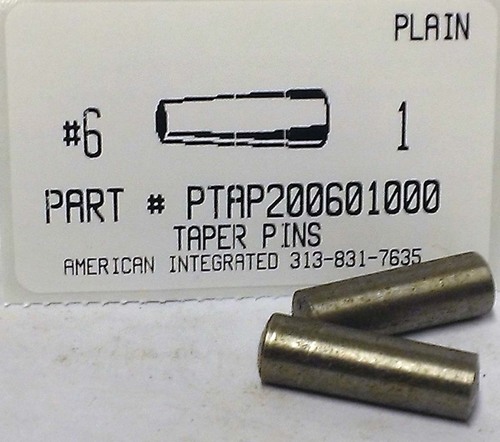 PLAIN
#6 1
PART # PTAP200601000
TAPER PINS
AMERICAN INTEGRATED 313-831-7635